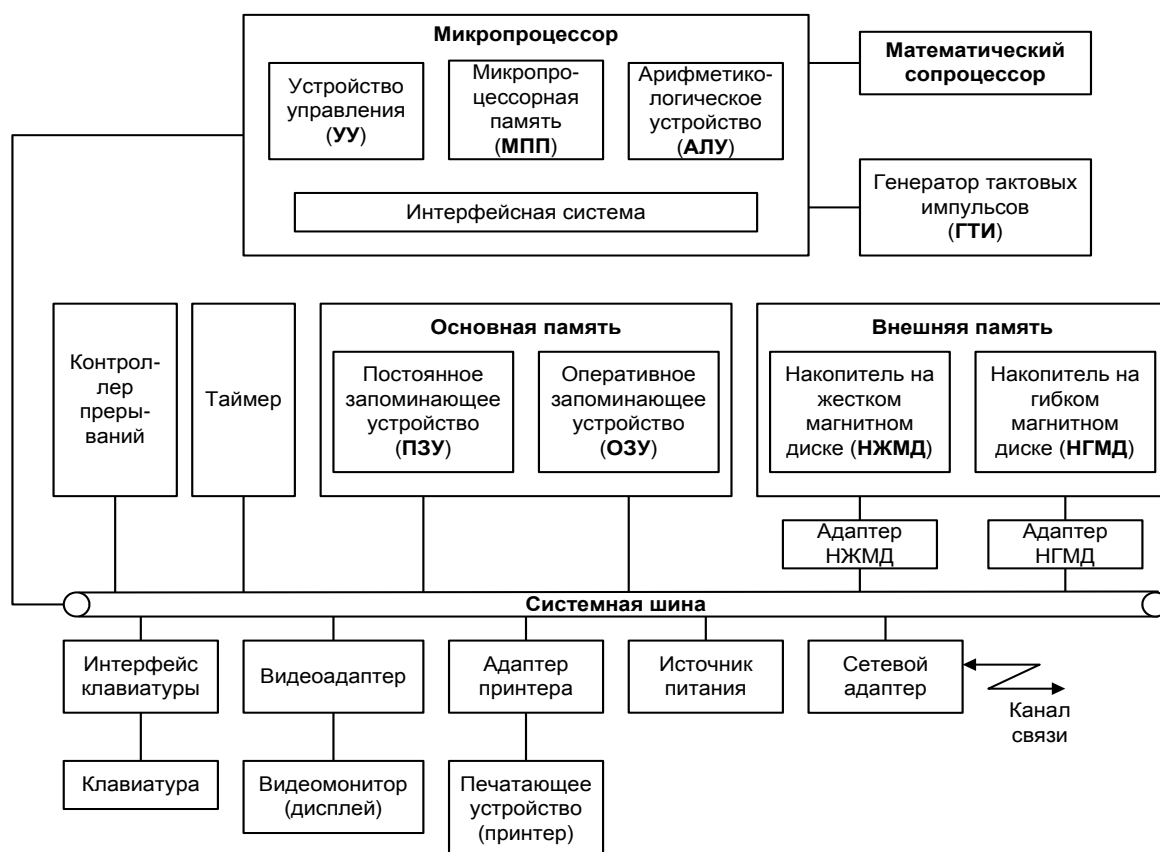 Микропроцессор
Устройство
управления
(УУ)
Микропро-
цессорная
память
(МПП)
Арифметико-
логическое
устройство
(АЛУ)
Интерфейсная система
Математический
сопроцессор
Генератор тактовых
импульсов
(ГТИ)
Контрол-
лер
преры-
ваний
Таймер
Основная память
Постоянное
запоминающее
устройство
(ПЗУ)
Оперативное
запоминающее
устройство
(ОЗУ)
Внешняя память
Накопитель на
жестком
магнитном
диске (НЖМД)
Накопитель на
гибком
магнитном
диске (НГМД)
Адаптер
НЖМД
Адаптер
НГМД
Системная шина
Интерфейс
клавиатуры
Видеоадаптер
Адаптер
принтера
Источник
питания
Сетевой
адаптер
Канал
связи
Клавиатура
Видеомонитор
(дисплей)
Печатающее
устройство
(принтер)